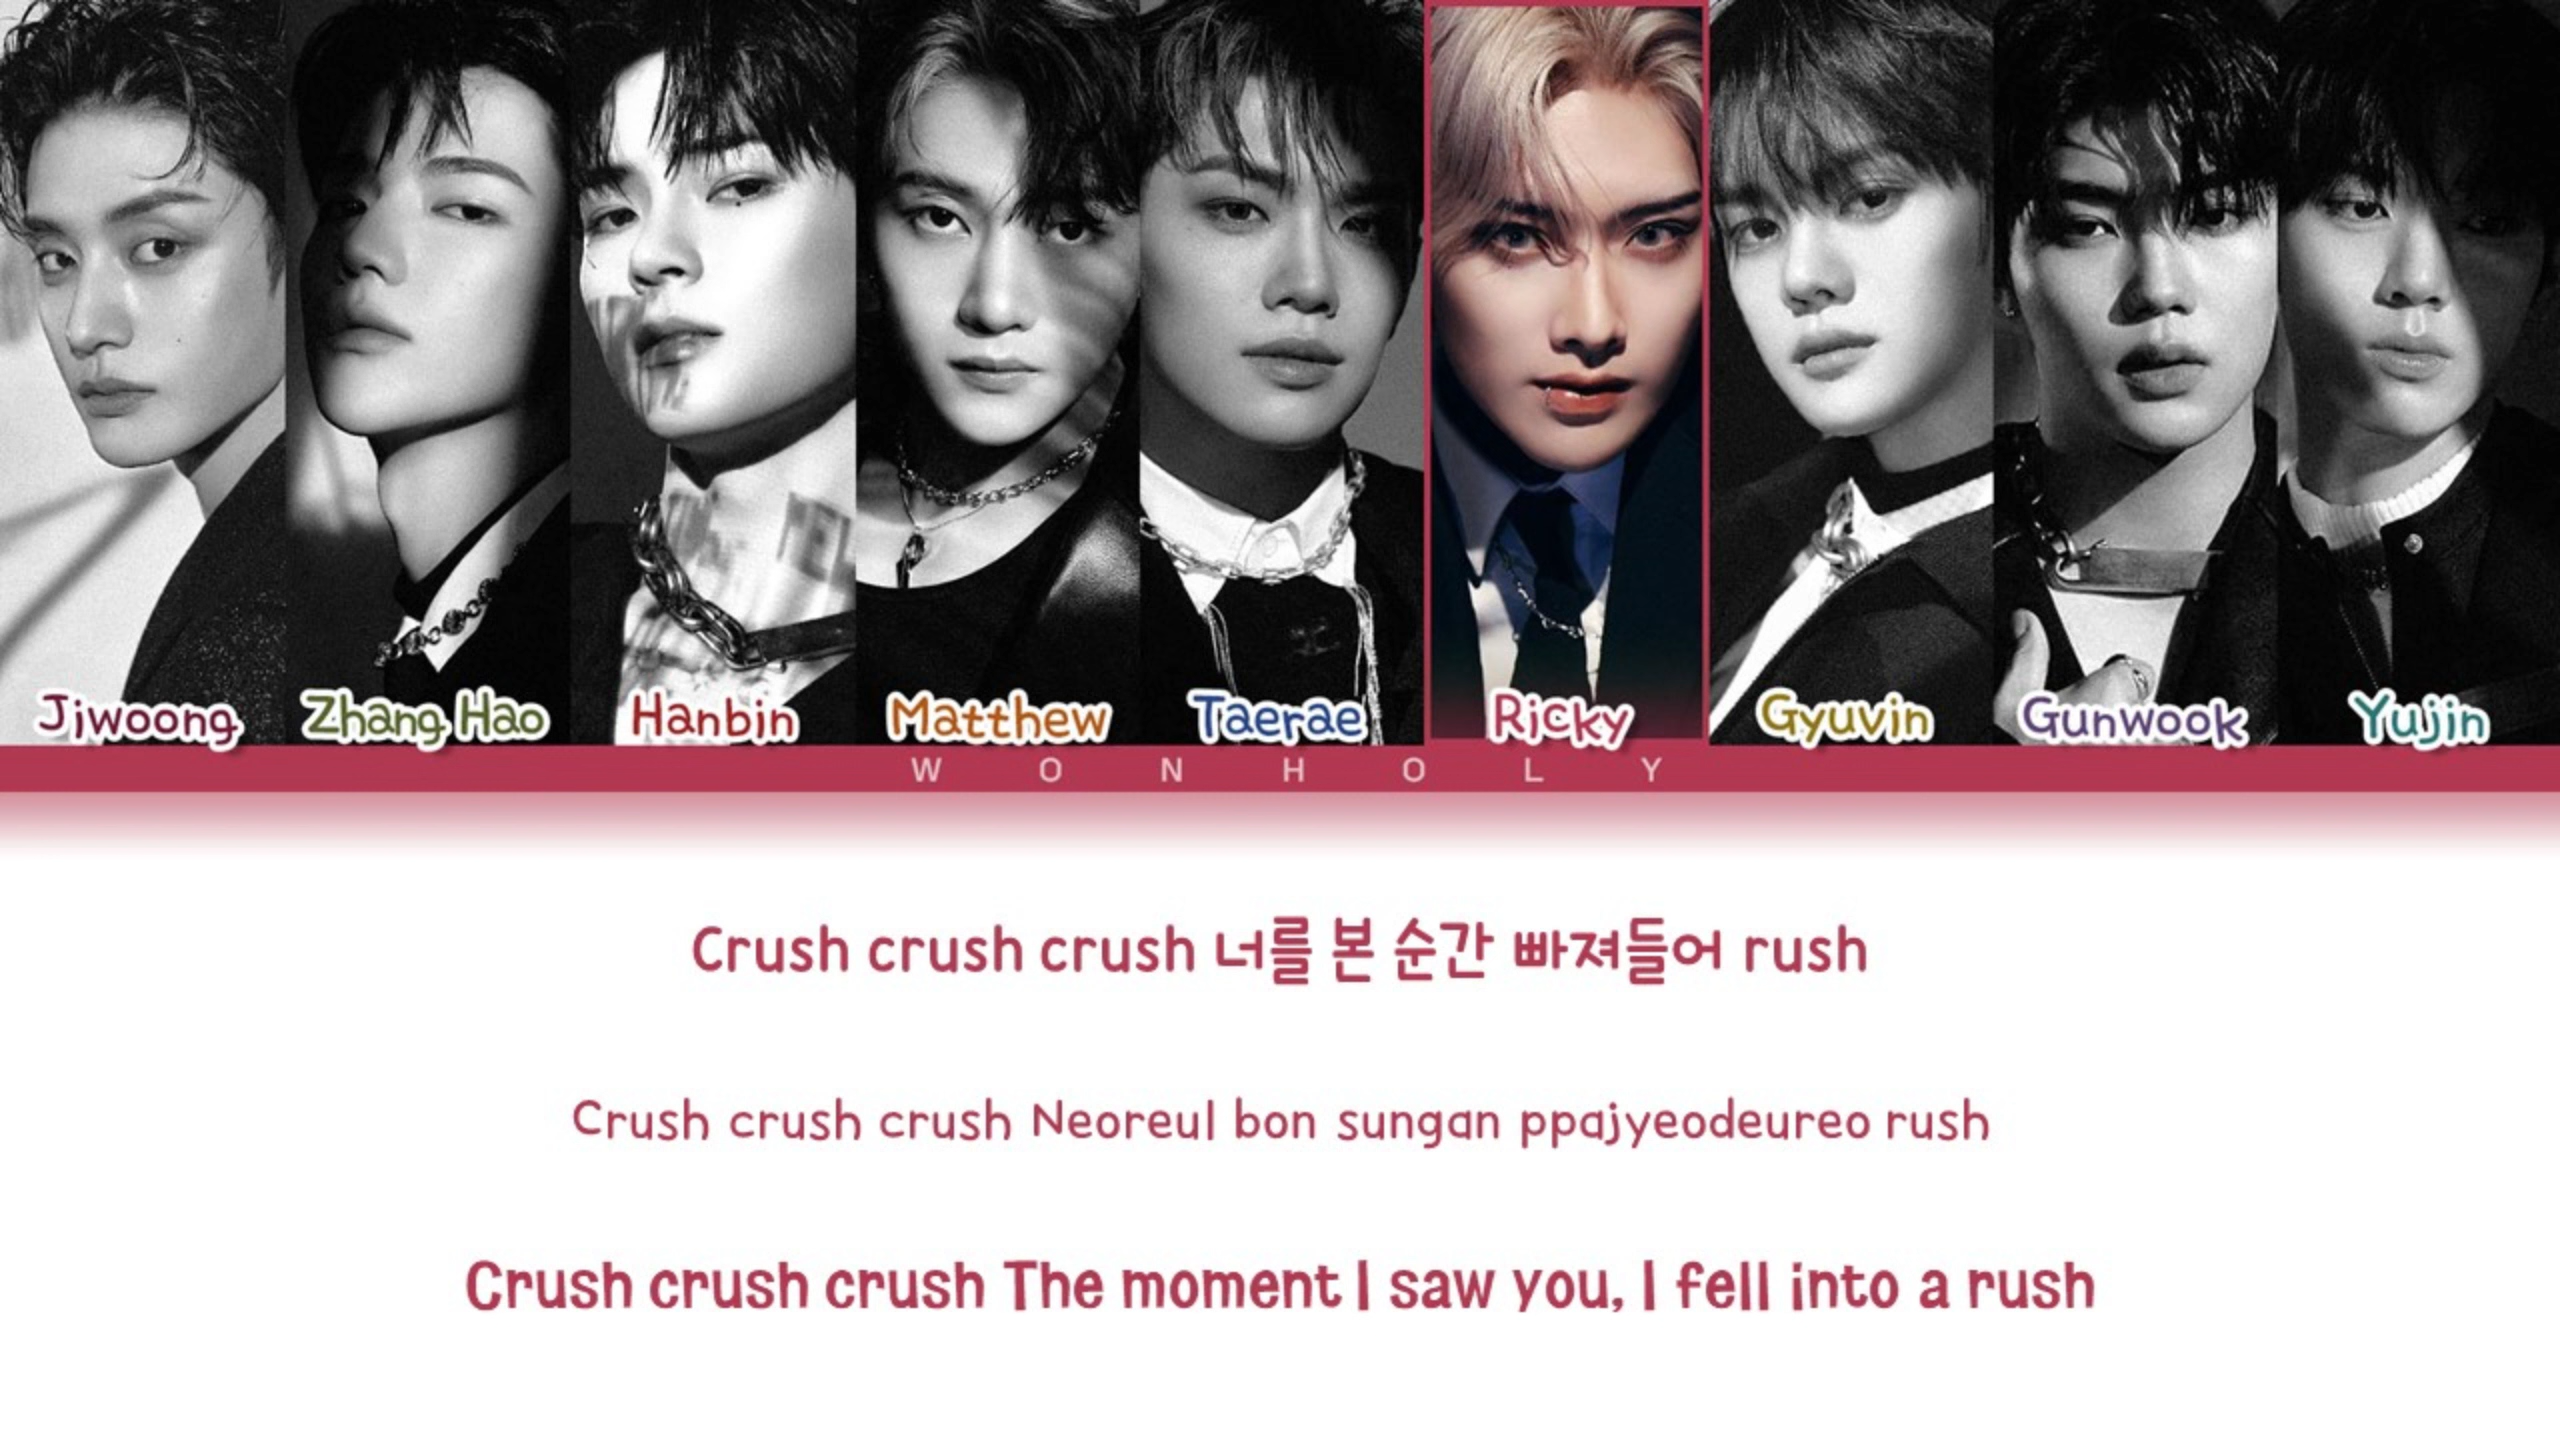 Jiwoong Zhang Hao Hanbin Matthew Taerae Ricky Gyuvin Gunwook Yujin
WONHOLY
Crush crush crush 너를 본 순간 빠져들어 rush
Crush crush crush Neoreul bon sungan ppajyeodeureo rush
Crush crush crush The moment I saw you, I fell into a rush